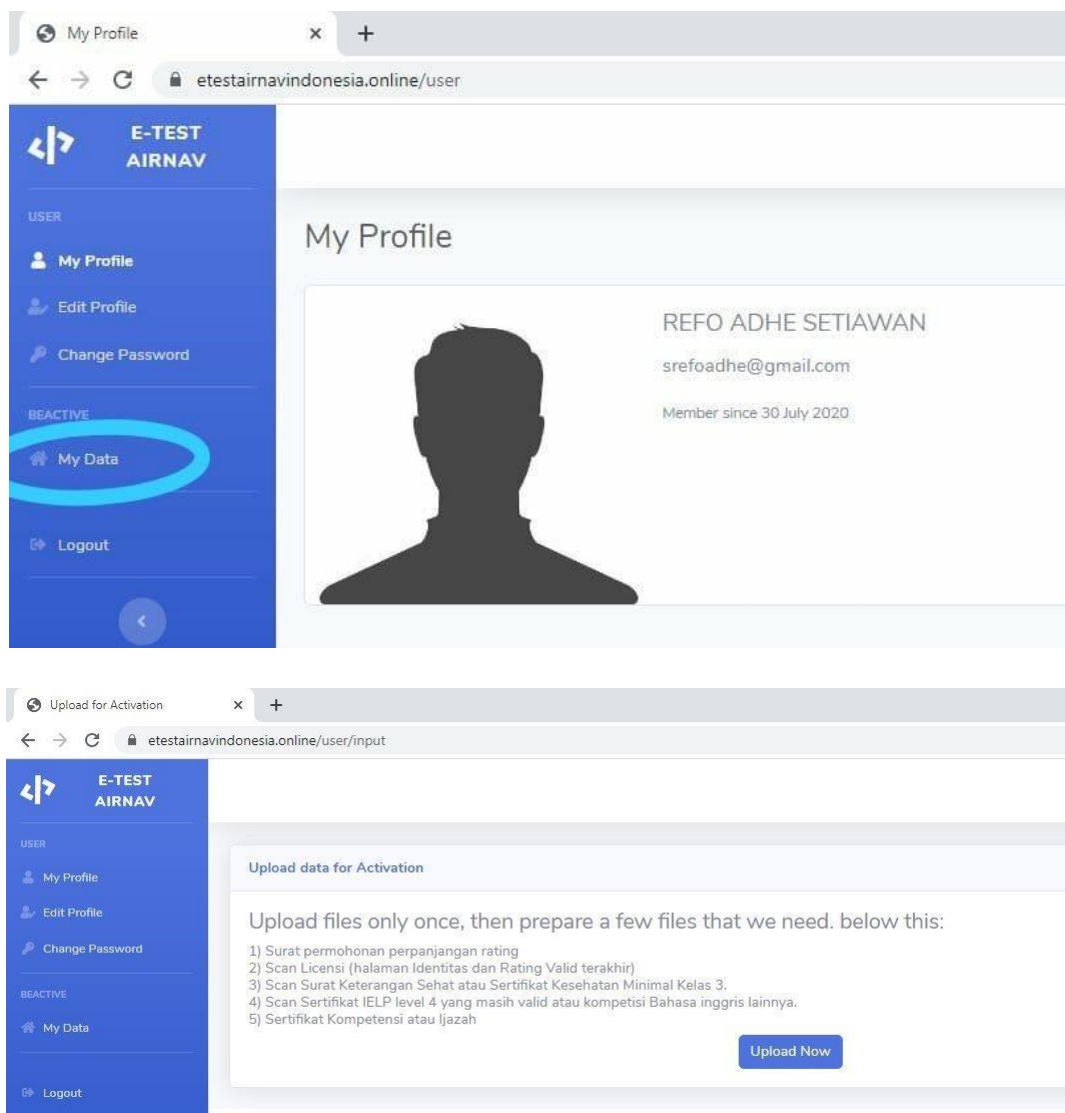 My Profile
etestairnavindonesia.online/user
E-TEST
AIRNAV
USER
My Profile
Edit Profile
Change Password
BEACTIVE
My Data
Logout
My Profile
REFO ADHE SETIAWAN
srefoadhe@gmail.com
Member since 30 July 2020
Upload for Activation
etestairnavindonesia.online/user/input
E-TEST
AIRNAV
USER
My Profile
Edit Profile
Change Password
BEACTIVE
My Data
Logout
Upload data for Activation
Upload files only once, then prepare a few files that we need. below this:
1) Surat permohonan perpanjangan rating
2) Scan Licensi (halaman Identitas dan Rating Valid terakhir)
3) Scan Surat Keterangan Sehat atau Sertifikat Kesehatan Minimal Kelas 3.
4) Scan Sertifikat IELP level 4 yang masih valid atau kompetisi Bahasa inggris lainnya.
5) Sertifikat Kompetensi atau Ijazah
Upload Now